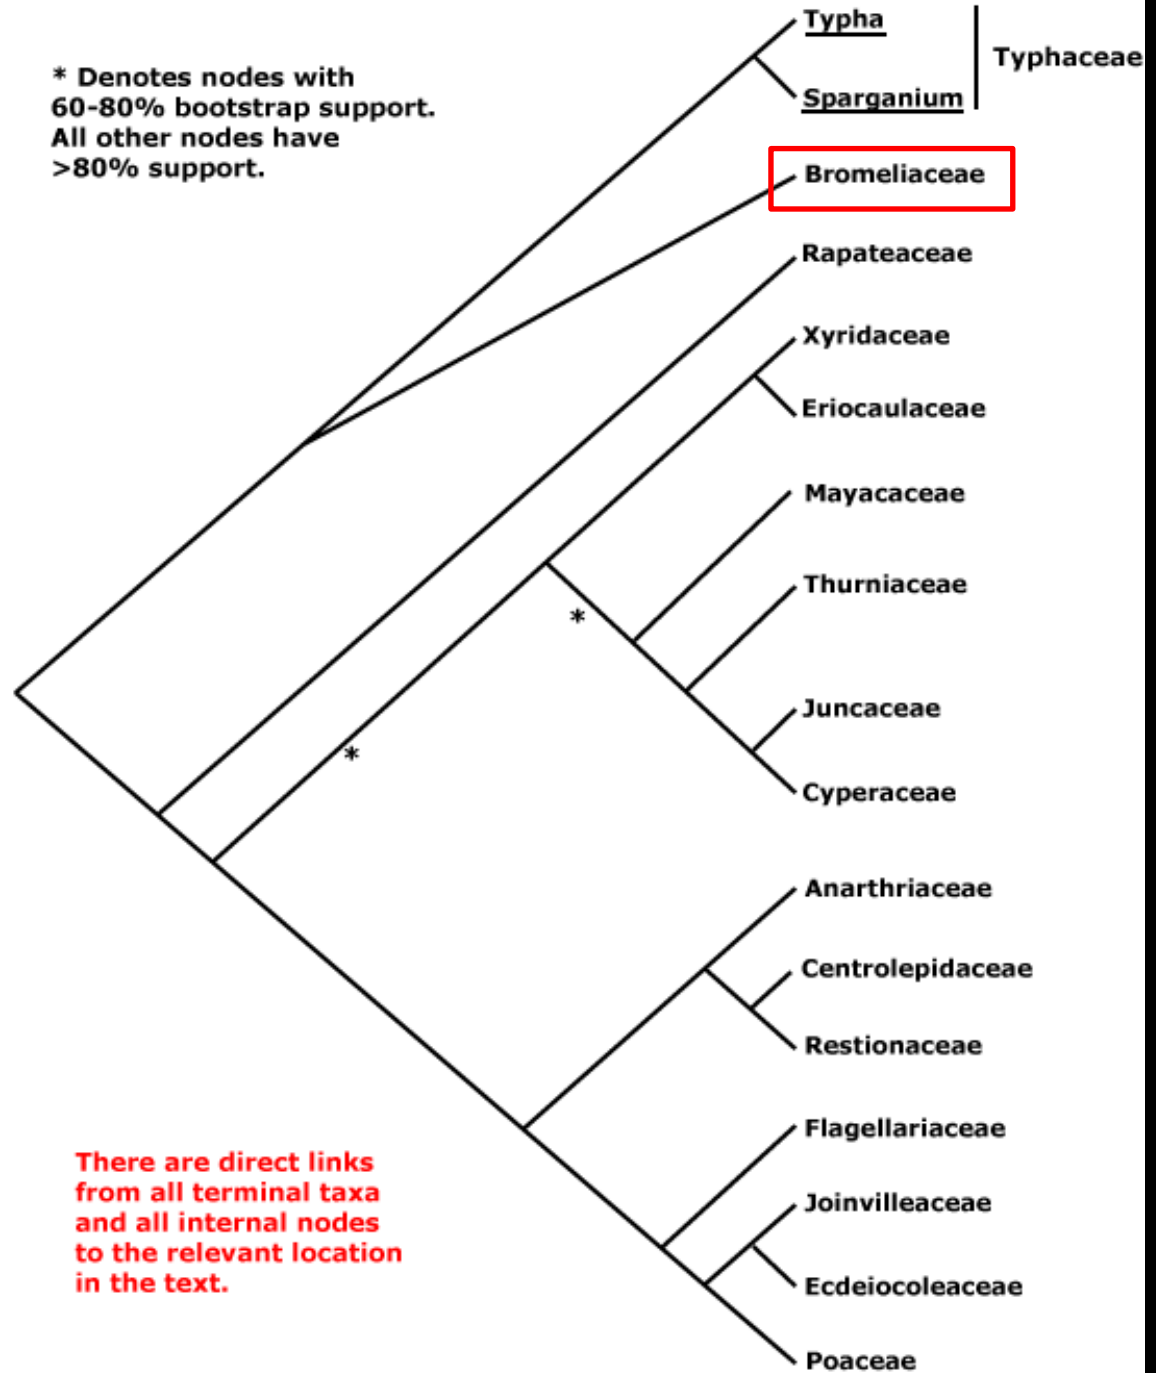 Typha
Typhaceae
* Denotes nodes with
60-80% bootstrap support.
All other nodes have
>80% support.
Sparganium
Bromeliaceae
Rapateaceae
Xyridaceae
Eriocaulaceae
Mayacaceae
Thurniaceae
*
Juncaceae
*
Cyperaceae
Anarthriaceae
Centrolepidaceae
Restionaceae
Flagellariaceae
There are direct links
from all terminal taxa
and all internal nodes
to the relevant location
in the text.
Joinvilleaceae
Ecdeiocoleaceae
Poaceae